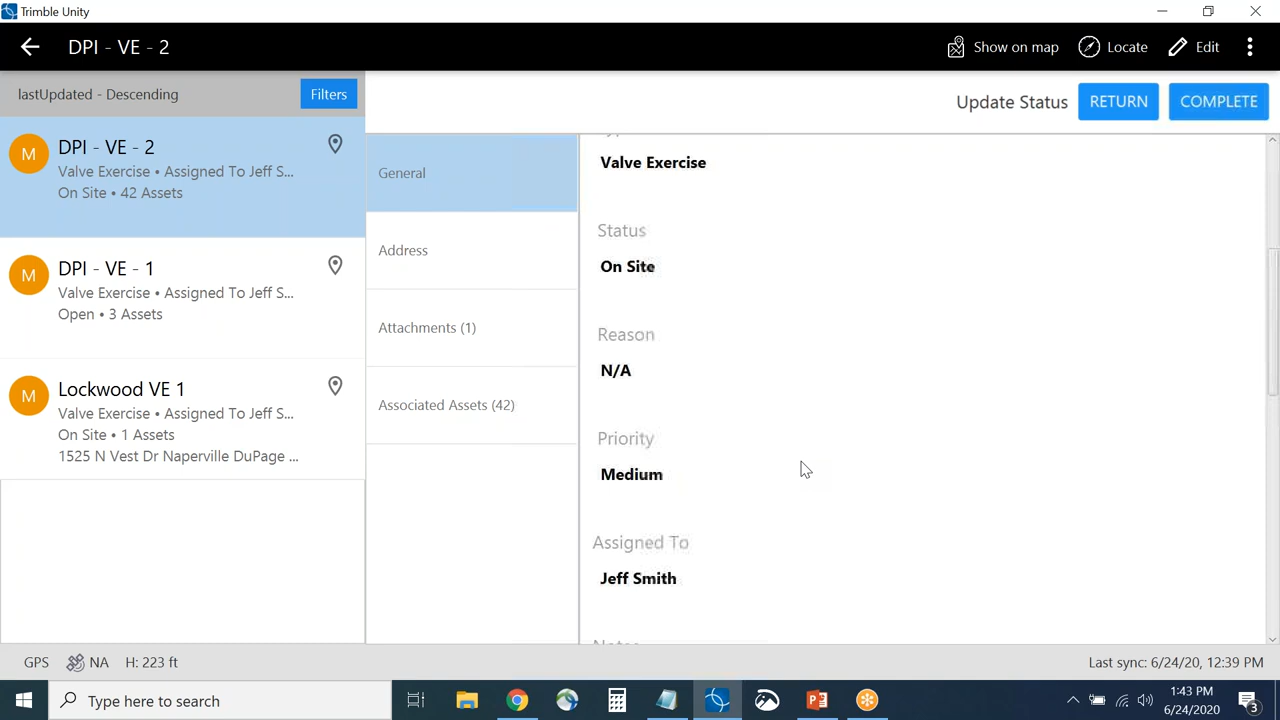 Trimble Unity
DPI - VE - 2
Show on map
Locate
Edit
lastUpdated - Descending
Filters
Update Status
RETURN
COMPLETE
M
DPI - VE - 2
Valve Exercise • Assigned To Jeff S...
On Site • 42 Assets
M
DPI - VE - 1
Valve Exercise • Assigned To Jeff S...
Open • 3 Assets
M
Lockwood VE 1
Valve Exercise • Assigned To Jeff S...
On Site • 1 Assets
1525 N Vest Dr Naperville DuPage ...
General
Address
Attachments (1)
Associated Assets (42)
Valve Exercise
Status
On Site
Reason
N/A
Priority
Medium
Assigned To
Jeff Smith
Notes
GPS
NA
H: 223 ft
Last sync: 6/24/20, 12:39 PM
Type here to search
1:43 PM
6/24/2020
3